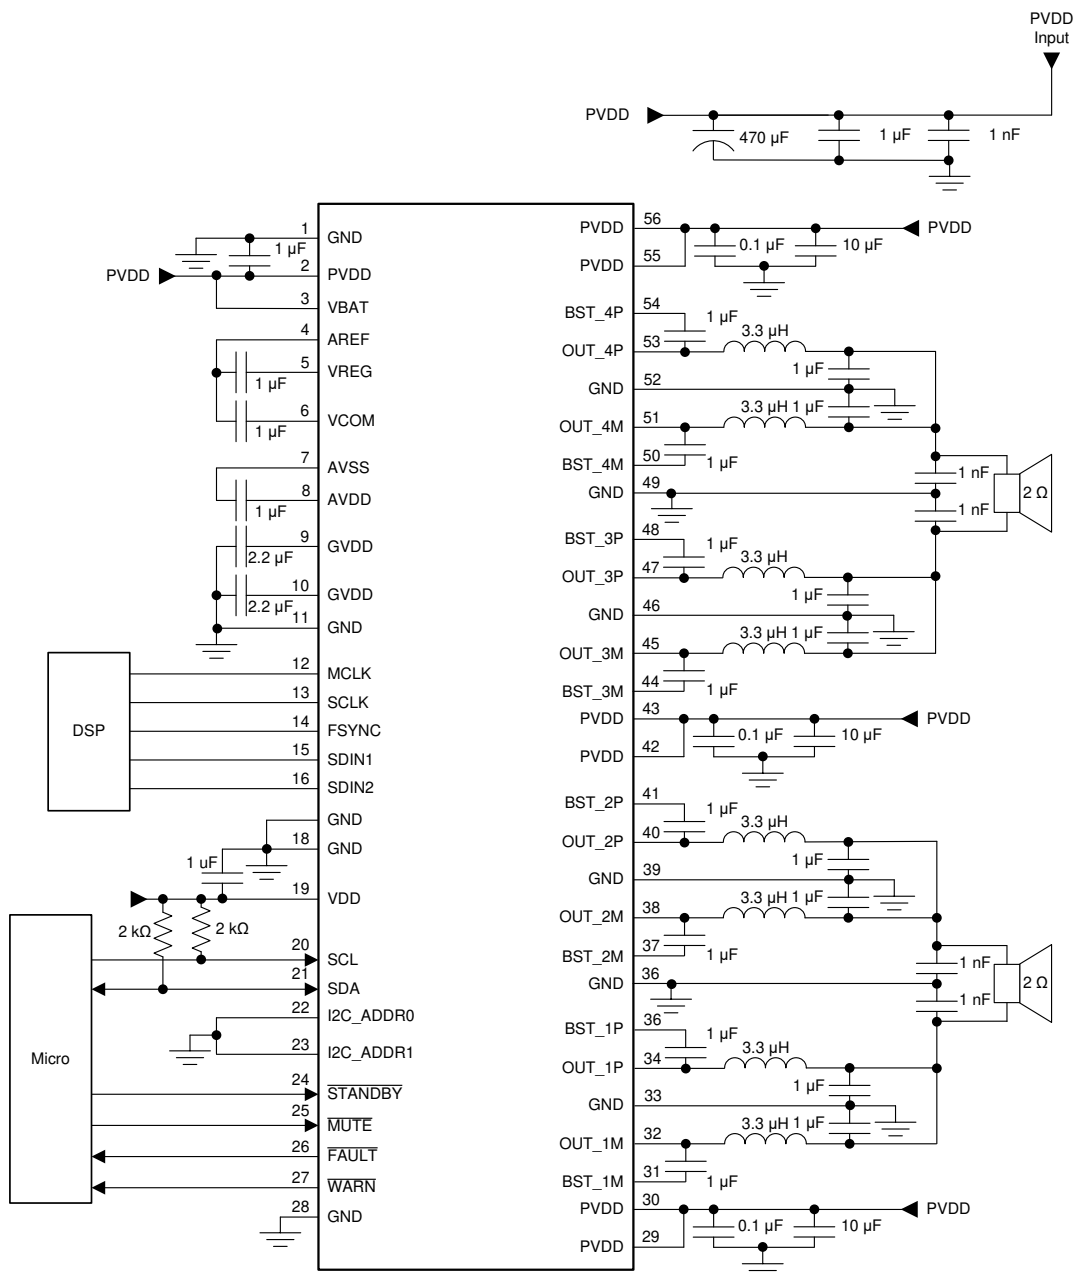 PVDD
Input
PVDD
470 µF
1 µF
1 nF
1
GND
1 µF
PVDD
2
PVDD
3
VBAT
4
AREF
5
VREG
1 µF
6
VCOM
1 µF
7
AVSS
8
AVDD
1 µF
9
GVDD
2.2 µF
10
GVDD
2.2 µF
11
GND
DSP
12
MCLK
13
SCLK
14
FSYNC
15
SDIN1
16
SDIN2
GND
18
GND
1 uF
19
VDD
2 kΩ
2 kΩ
Micro
20
SCL
21
SDA
22
I2C_ADDR0
23
I2C_ADDR1
24
STANDBY
25
MUTE
26
FAULT
27
WARN
28
GND
PVDD
56
0.1 µF
10 µF
PVDD
PVDD
55
BST_4P
54
1 µF
OUT_4P
53
3.3 µH
1 µF
GND
52
OUT_4M
51
3.3 µH
1 µF
BST_4M
50
1 µF
GND
49
1 nF
1 nF
2 Ω
BST_3P
48
1 µF
OUT_3P
47
3.3 µH
1 µF
GND
46
OUT_3M
45
3.3 µH
1 µF
BST_3M
44
1 µF
PVDD
43
0.1 µF
10 µF
PVDD
PVDD
42
BST_2P
41
1 µF
OUT_2P
40
3.3 µH
1 µF
GND
39
OUT_2M
38
3.3 µH
1 µF
BST_2M
37
1 µF
GND
36
1 nF
1 nF
2 Ω
BST_1P
36
1 µF
OUT_1P
34
3.3 µH
1 µF
GND
33
OUT_1M
32
3.3 µH
1 µF
BST_1M
31
1 µF
PVDD
30
0.1 µF
10 µF
PVDD
PVDD
29